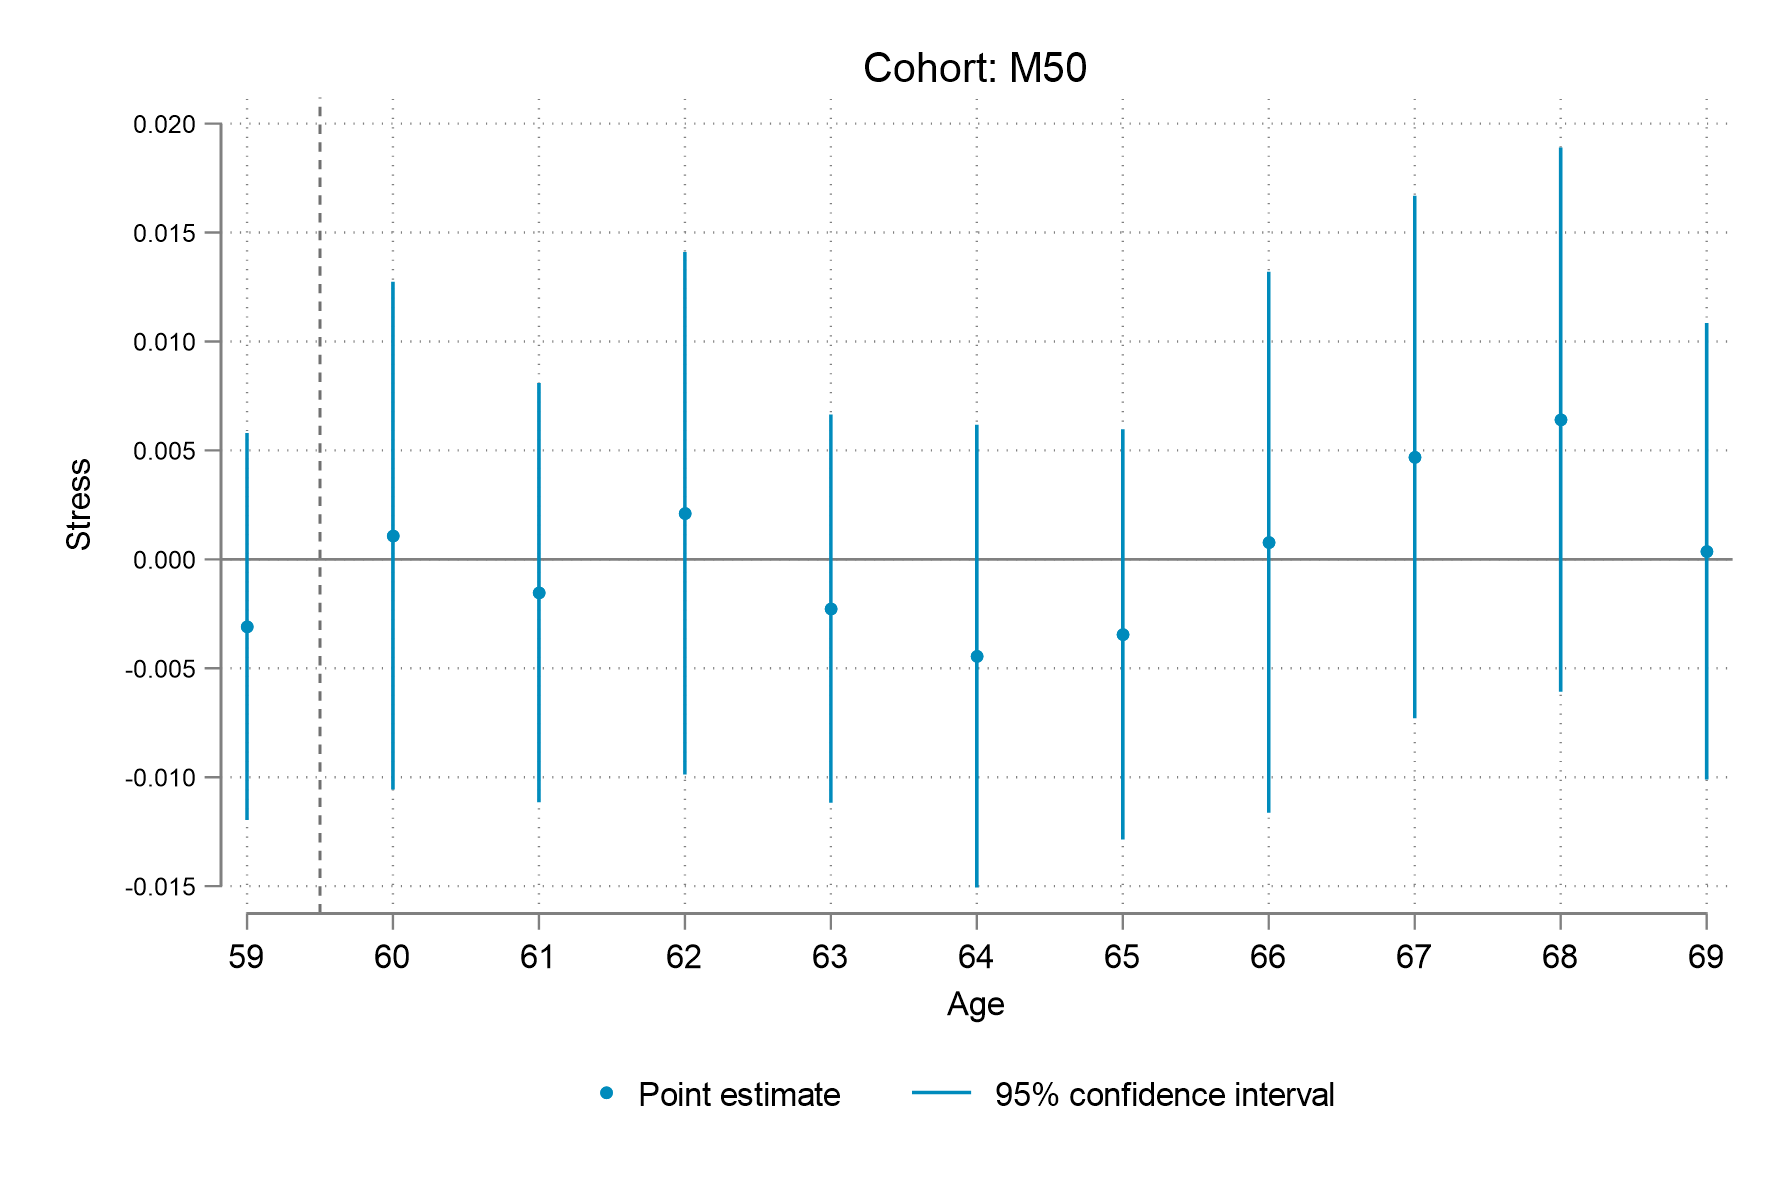 Cohort: M50
0.020
0.015
0.010
0.005
0.000
-0.005
-0.010
-0.015
Stress
59 60 61 62 63 64 65 66 67 68 69
Age
Point estimate 95% confidence interval